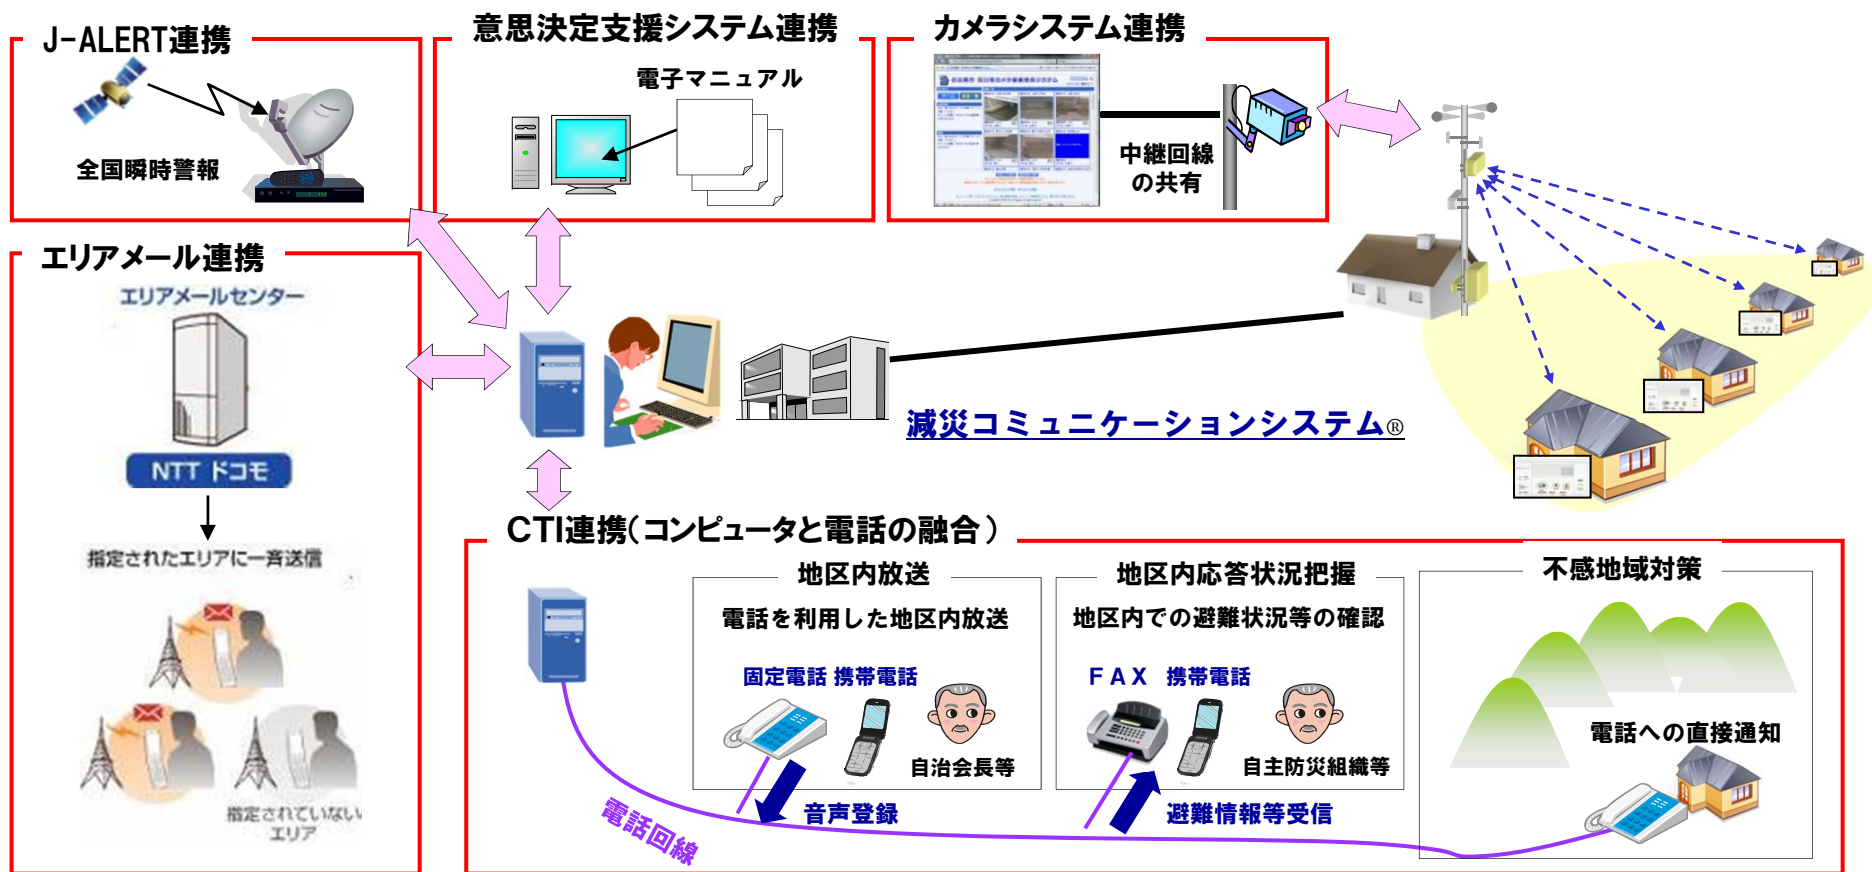 J-ALERT連携
全国瞬時警報
意思決定支援システム連携
電子マニュアル
カメラシステム連携
中継回線
の共有
エリアメール連携
エリアメールセンター
NTT ドコモ
指定されたエリアに一斉送信
指定されていない
エリア
減災コミュニケーションシステム®
CTI連携(コンピュータと電話の融合)
地区内放送
電話を利用した地区内放送
固定電話 携帯電話
自治会長等
音声登録
電話回線
地区内応答状況把握
地区内での避難状況等の確認
FAX 携帯電話
自主防災組織等
避難情報等受信
不感地域対策
電話への直接通知